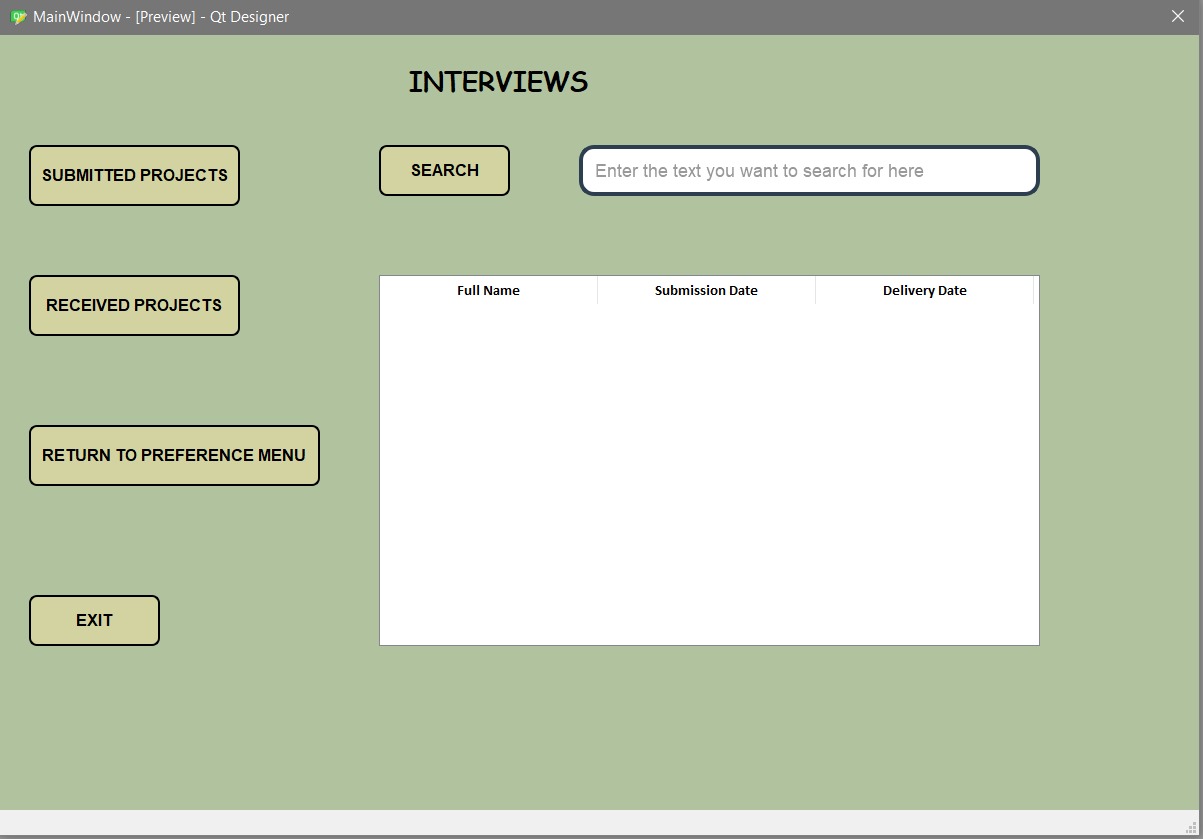 MainWindow - [Preview] - Qt Designer
INTERVIEWS
SUBMITTED PROJECTS
SEARCH
Enter the text you want to search for here
RECEIVED PROJECTS
Full Name Submission Date Delivery Date
RETURN TO PREFERENCE MENU
EXIT